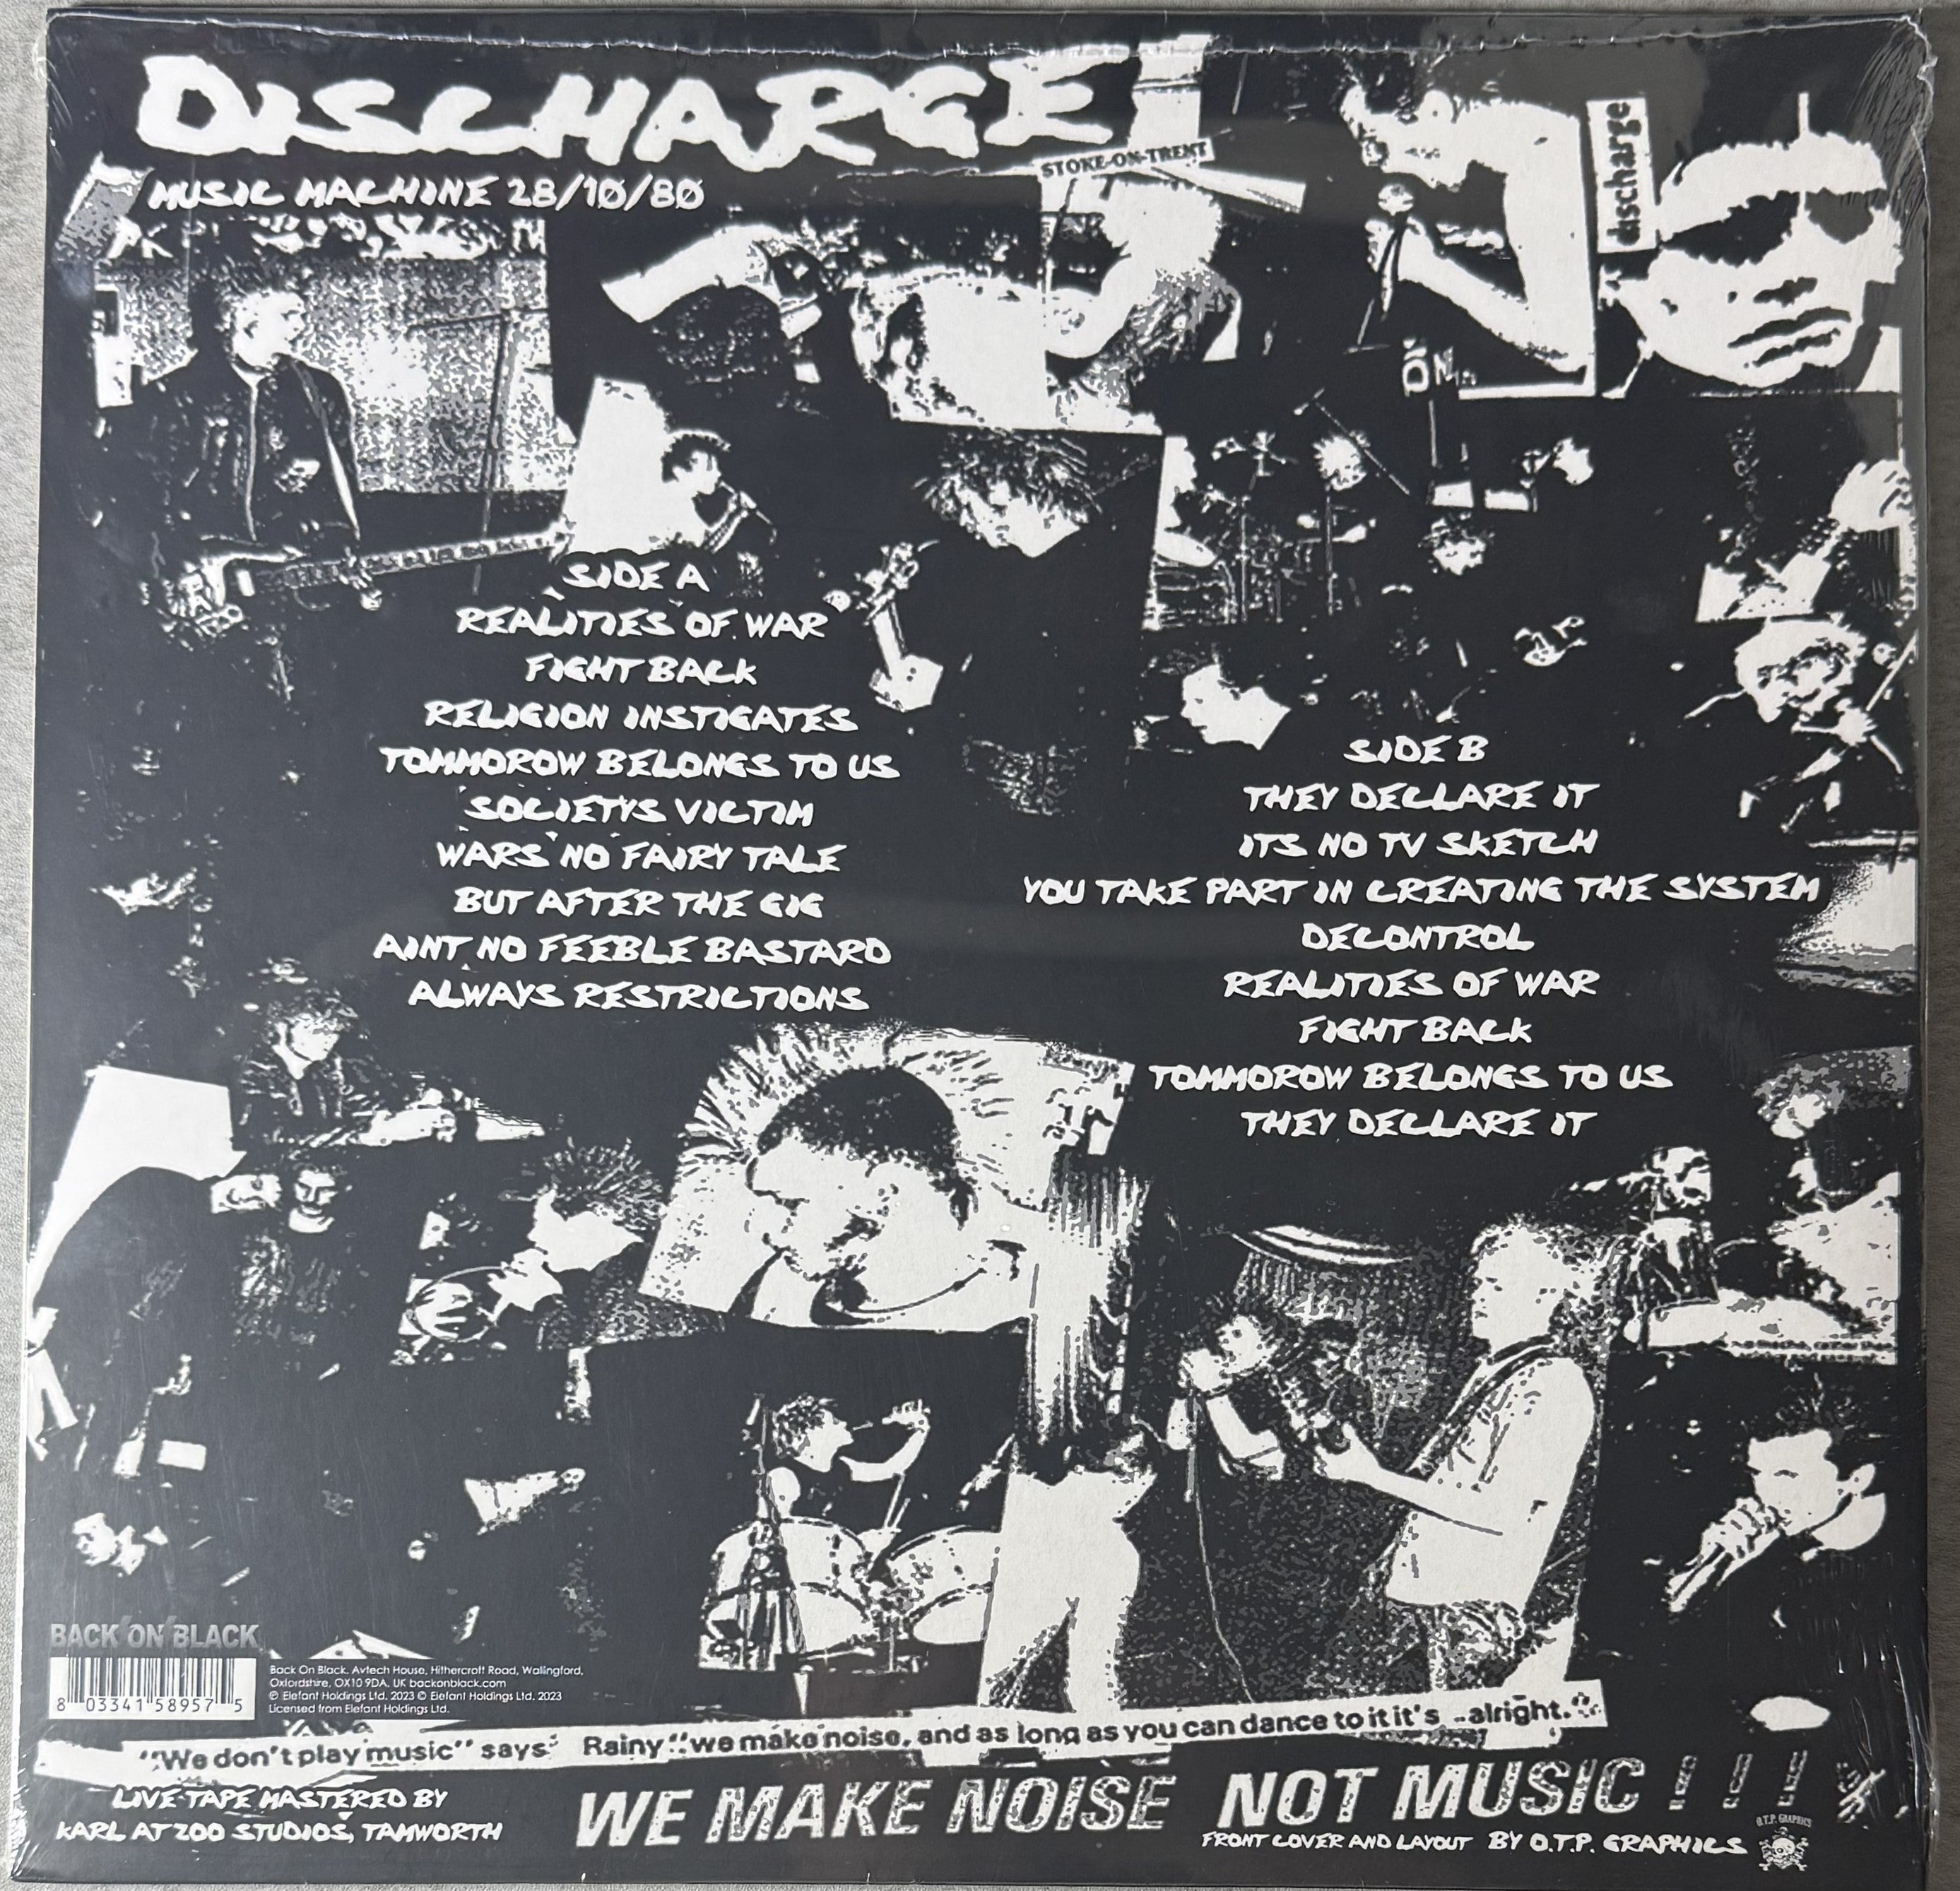 DISCHARGE
STOKE-ON-TRENT
discharge
MUSIC MACHINE 28/10/80
SIDE A
REALITIES OF WAR
FIGHT BACK
RELIGION INSTIGATES
TOMMOROW BELONGS TO US
SOCIETYS VICTIM
WARS NO FAIRY TALE
BUT AFTER THE GIG
AINT NO FEEBLE BASTARD
ALWAYS RESTRICTIONS
SIDE B
THEY DECLARE IT
ITS NO TV SKETCH
YOU TAKE PART IN CREATING THE SYSTEM
DECONTROL
REALITIES OF WAR
FIGHT BACK
TOMMOROW BELONGS TO US
THEY DECLARE IT
BACK ON BLACK
8 03341 58957 5
Back On Black, Avtech House, Hithercroft Road, Wallingford,
Oxfordshire, OX10 9DA. UK backonblack.com
℗ Elefant Holdings Ltd. 2023 © Elefant Holdings Ltd. 2023
Licensed from Elefant Holdings Ltd.
"We don't play music" says Rainy "we make noise, and as long as you can dance to it it's ..alright.
LIVE TAPE MASTERED BY
KARL AT ZOO STUDIOS, TAMWORTH
WE MAKE NOISE NOT MUSIC ! ! !
FRONT COVER AND LAYOUT BY O.T.P. GRAPHICS
O.T.P. GRAPHICS